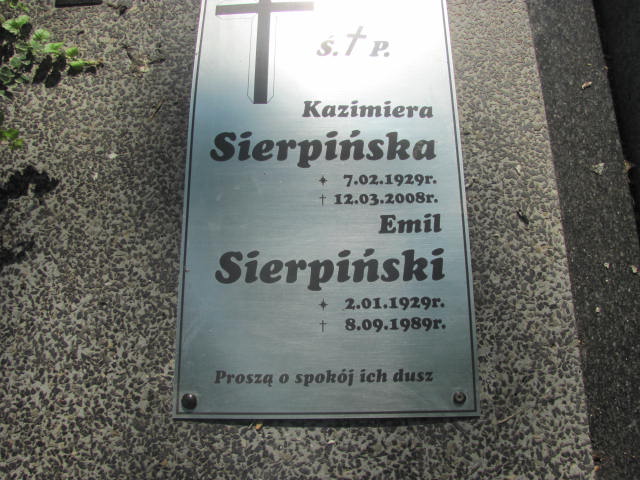 Ś.†P.
Kazimiera
Sierpińska
✦ 7.02.1929r.
† 12.03.2008r.
Emil
Sierpiński
✦ 2.01.1929r.
† 8.09.1989r.
Proszą o spokój ich dusz